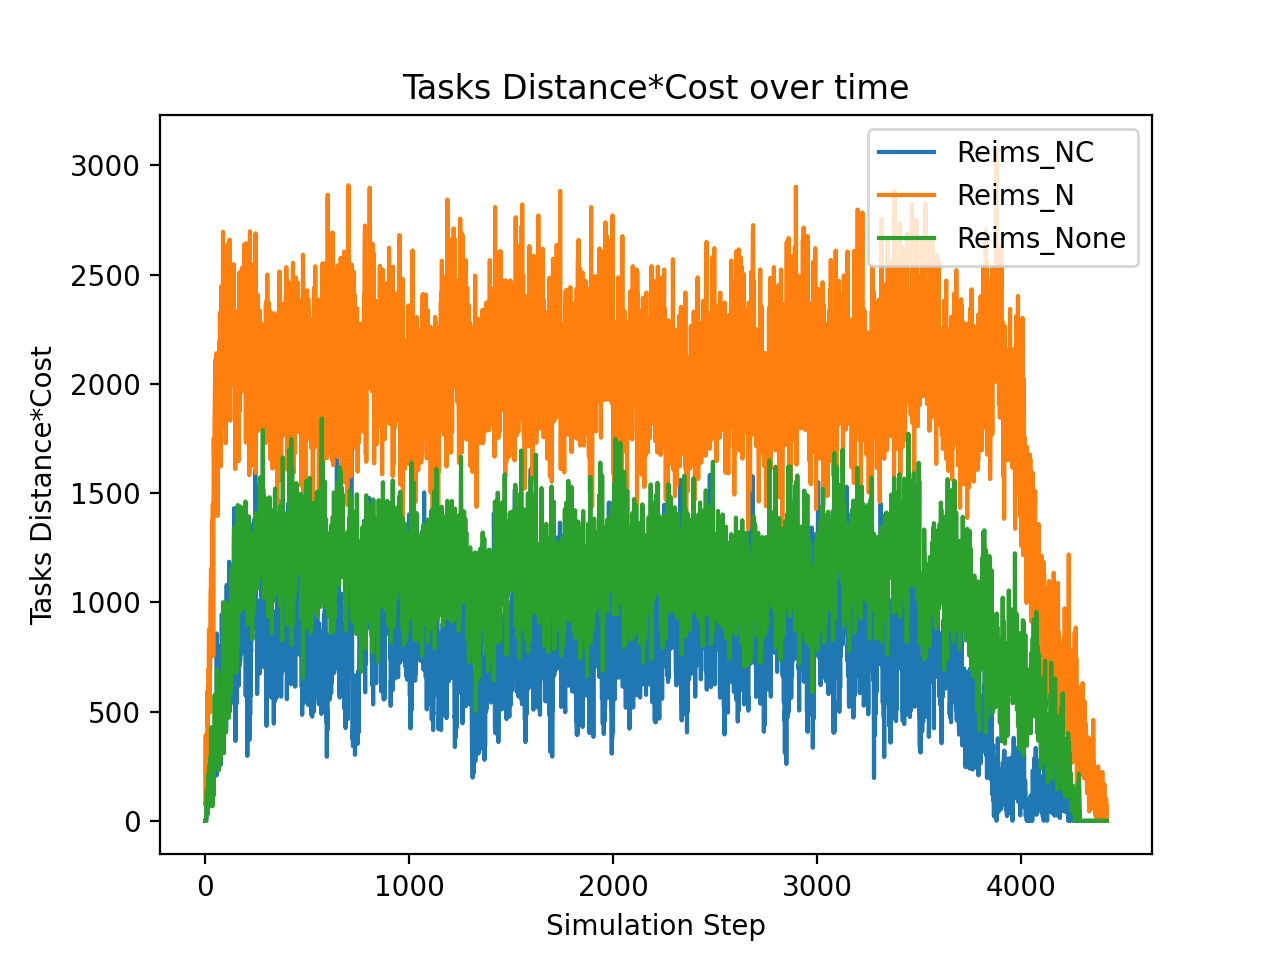 Tasks Distance*Cost over time
Reims_NC
Reims_N
Reims_None
Tasks Distance*Cost
3000
2500
2000
1500
1000
500
0
0 1000 2000 3000 4000
Simulation Step